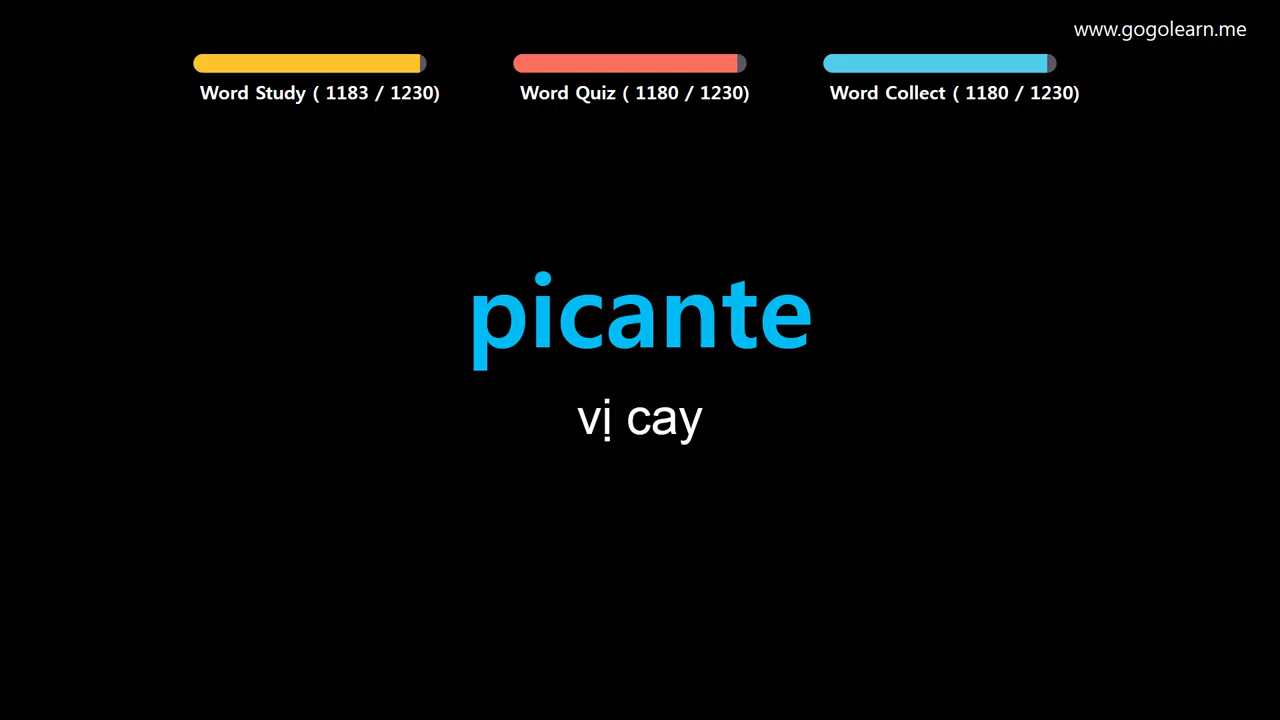 www.gogolearn.me
Word Study ( 1183 / 1230)
Word Quiz ( 1180 / 1230)
Word Collect ( 1180 / 1230)
picante
vị cay